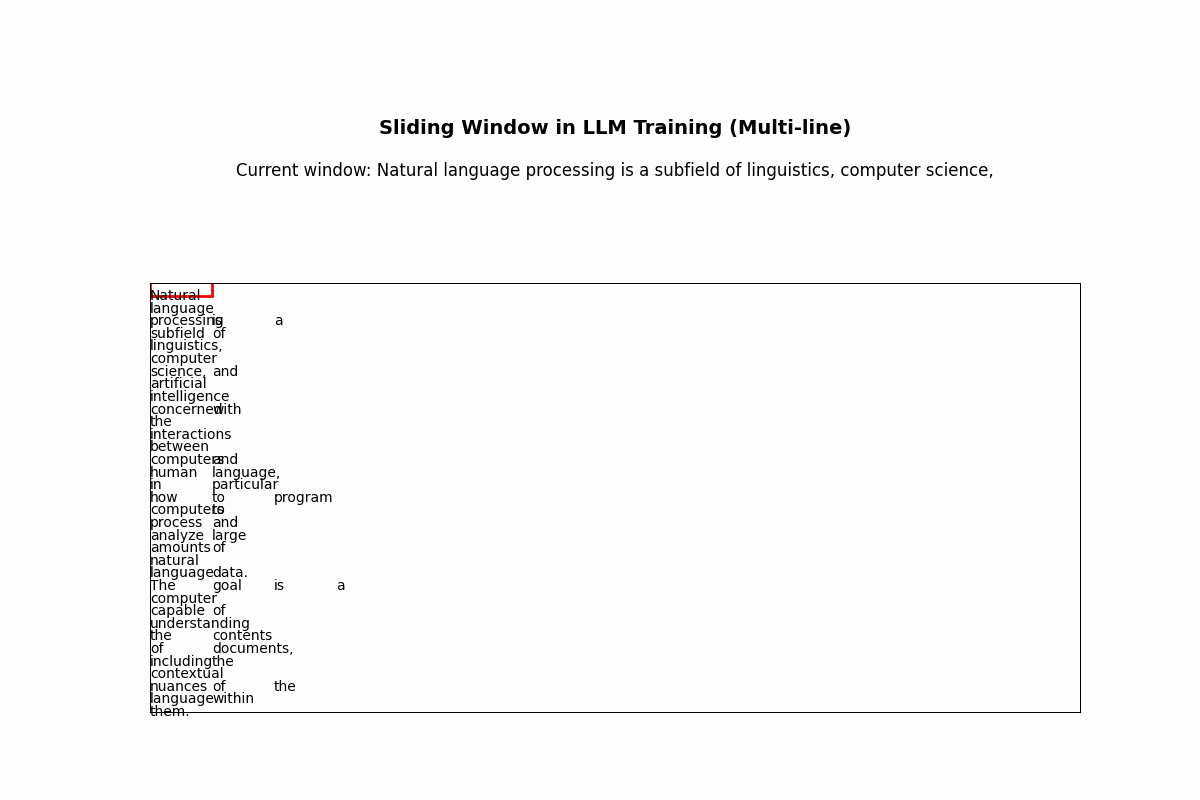 Sliding Window in LLM Training (Multi-line)
Current window: Natural language processing is a subfield of linguistics, computer science,
Natural
language
processing is a
subfield of
linguistics,
computer
science, and
artificial
intelligence
concerned with
the
interactions
between
computers and
human language,
in particular
how to program
computers to
process and
analyze large
amounts of
natural
language data.
The goal is a
computer
capable of
understanding
the contents
of documents,
including the
contextual
nuances of the
language within
them.